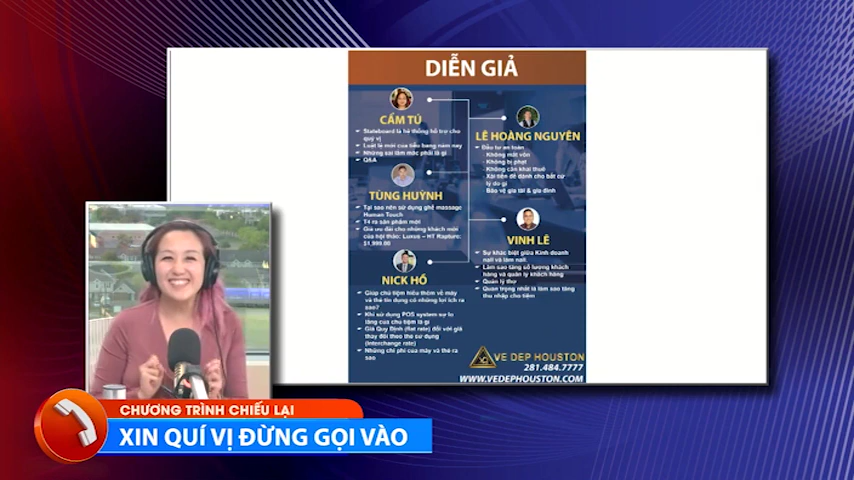 DIỄN GIẢ
CẨM TÚ
Stateboard là hệ thống hỗ trợ cho
quý vị
Luật lệ mới của tiểu bang năm nay
Những sai lầm mắc phải là gì
Q&A
TÙNG HUỲNH
Tại sao nên sử dụng ghế massage
Human Touch
T4 ra sản phẩm mới
Giá ưu đãi cho những khách mời
của hội thảo: Luxus – HT Rapture:
$1,999.00
NICK HỒ
Giúp chủ tiệm hiểu thêm về máy
và thẻ tín dụng có những lợi ích ra
sao?
Khi sử dụng POS system sự lo
lắng của chủ tiệm là gì
Giá Quy Định (flat rate) đối với giá
thay đổi theo thẻ sử dụng
(Interchange rate)
Những chi phí của máy và thẻ ra
sao
LÊ HOÀNG NGUYÊN
Đầu tư an toàn
- Không mất vốn
- Không bị phạt
- Không cần khai thuế
- Xài tiền để dành cho bất cứ
lý do gì
- Bảo vệ gia tài & gia đình
VINH LÊ
Sự khác biệt giữa Kinh doanh
nail và làm nail.
Làm sao tăng số lượng khách
hàng và quản lý khách hàng
Quản lý thợ
Quan trọng nhất là làm sao tăng
thu nhập cho tiệm
VE DEP HOUSTON
281.484.7777
WWW.VEDEPHOUSTON.COM
CHƯƠNG TRÌNH CHIẾU LẠI
XIN QUÍ VỊ ĐỪNG GỌI VÀO